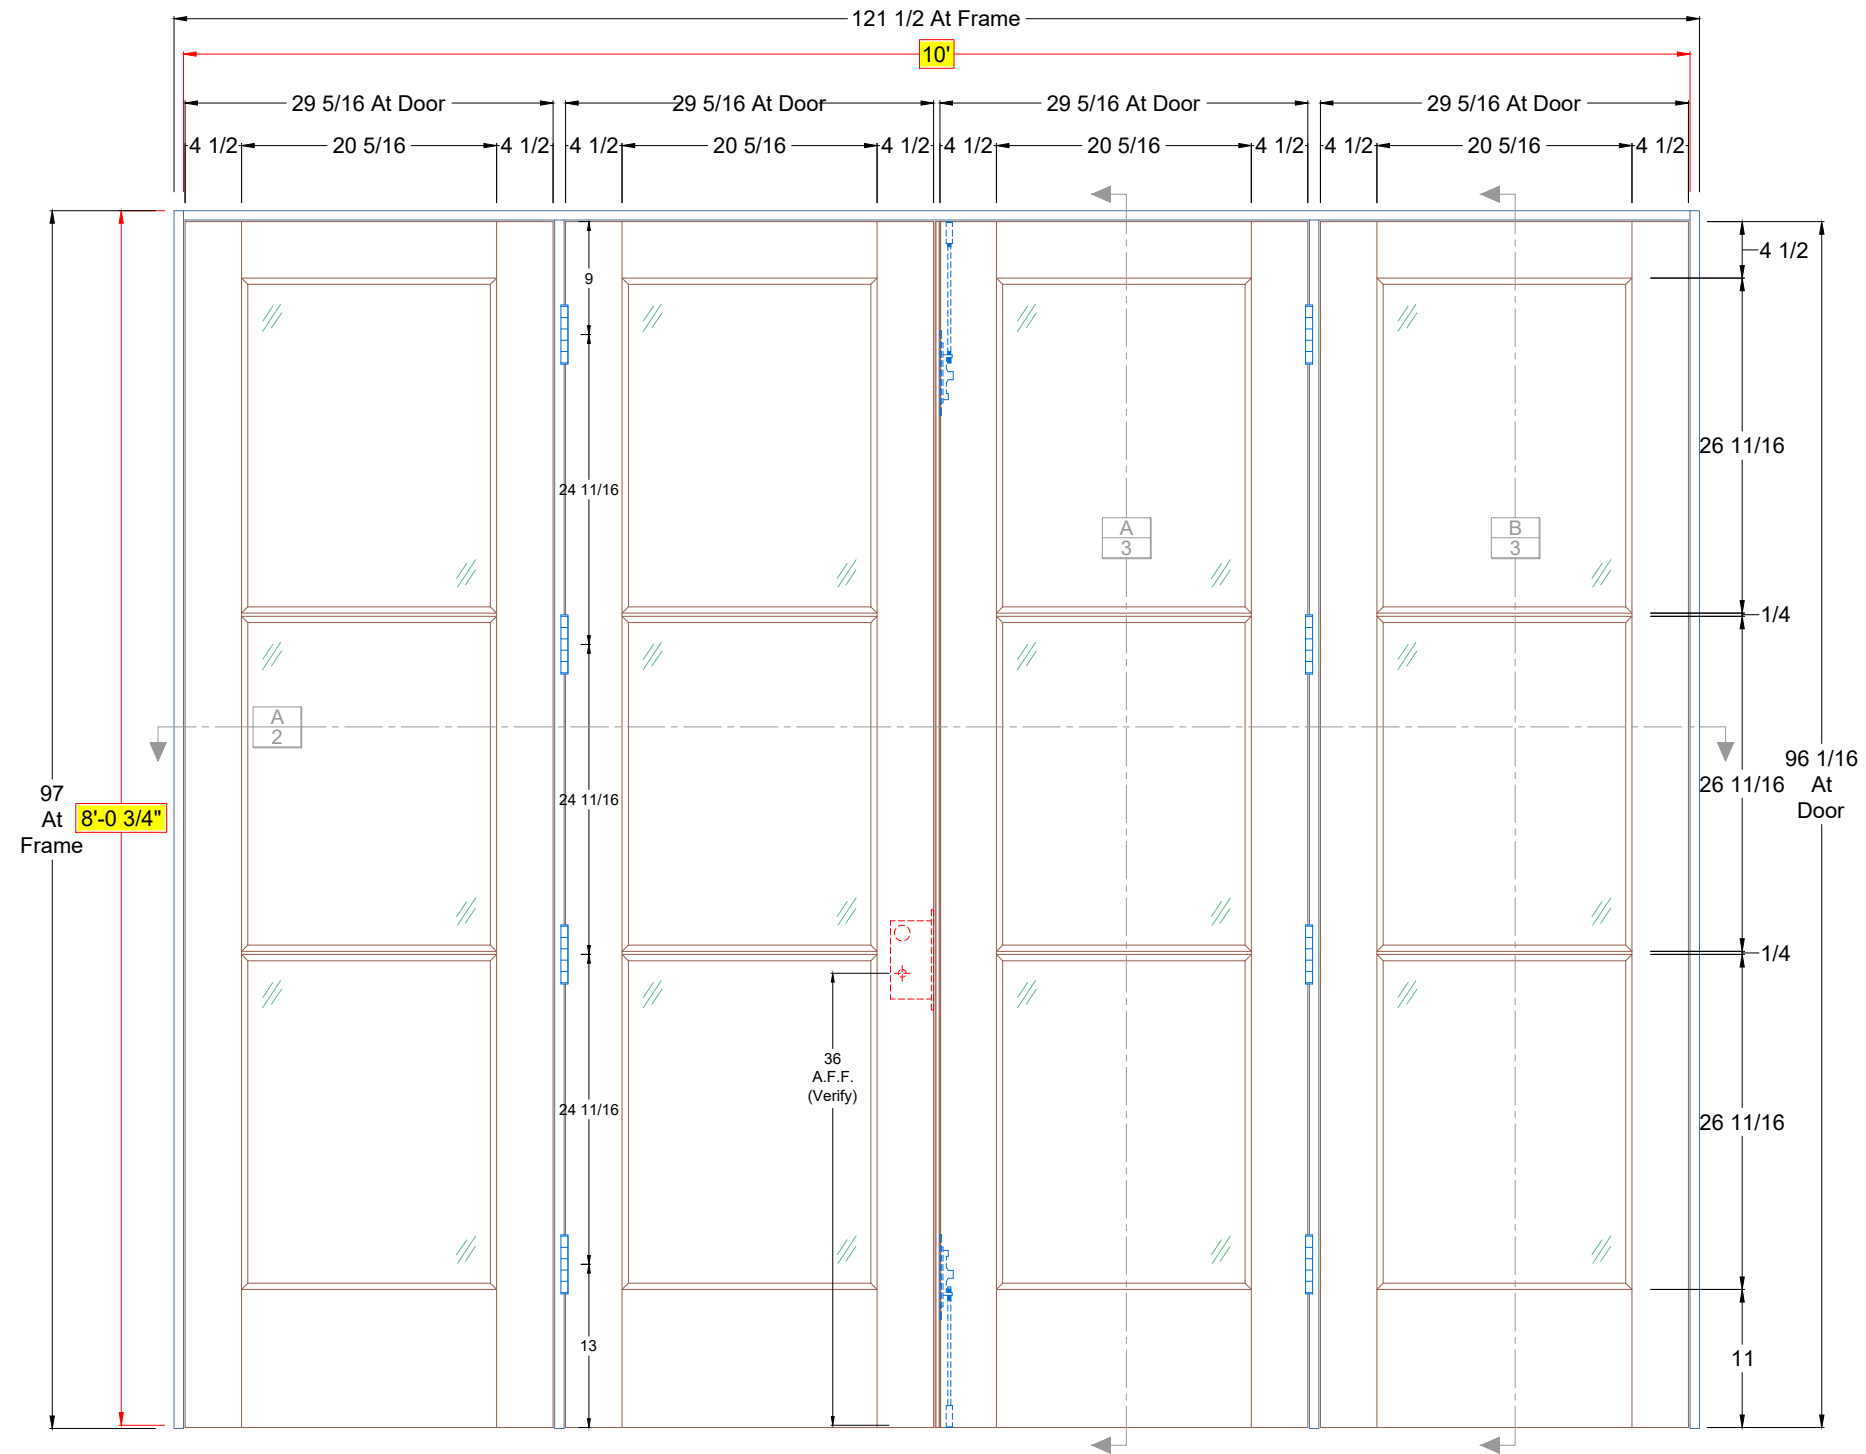 121 1/2 At Frame
10'
29 5/16 At Door
29 5/16 At Door
29 5/16 At Door
29 5/16 At Door
4 1/2
20 5/16
4 1/2
4 1/2
20 5/16
4 1/2
4 1/2
20 5/16
4 1/2
4 1/2
20 5/16
4 1/2
4 1/2
9
26 11/16
24 11/16
A
3
B
3
1/4
A
2
97
At
Frame
8'-0 3/4"
24 11/16
26 11/16
96 1/16
At
Door
1/4
36
A.F.F.
(Verify)
24 11/16
26 11/16
13
11